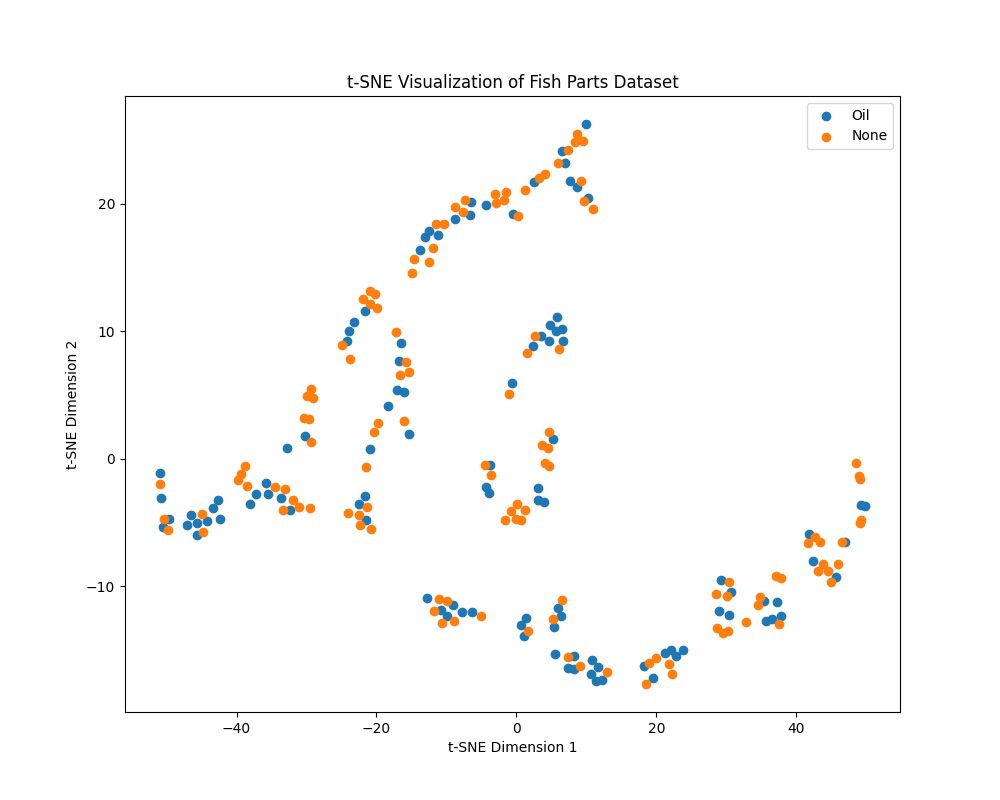 t-SNE Visualization of Fish Parts Dataset
Oil
None
20
10
0
−10
t-SNE Dimension 2
−40
−20
0
20
40
t-SNE Dimension 1